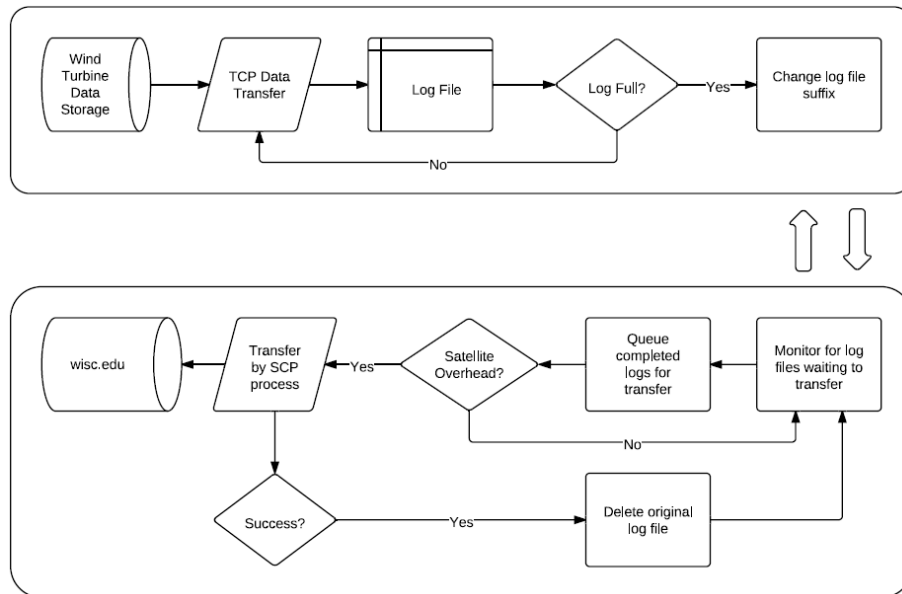 Wind
Turbine
Data
Storage
TCP Data
Transfer
Log File
Log Full?
Yes
Change log file
suffix
No
wisc.edu
Transfer
by SCP
process
Yes
Satellite
Overhead?
Queue
completed
logs for
transfer
Monitor for log
files waiting to
transfer
No
Success?
Yes
Delete original
log file